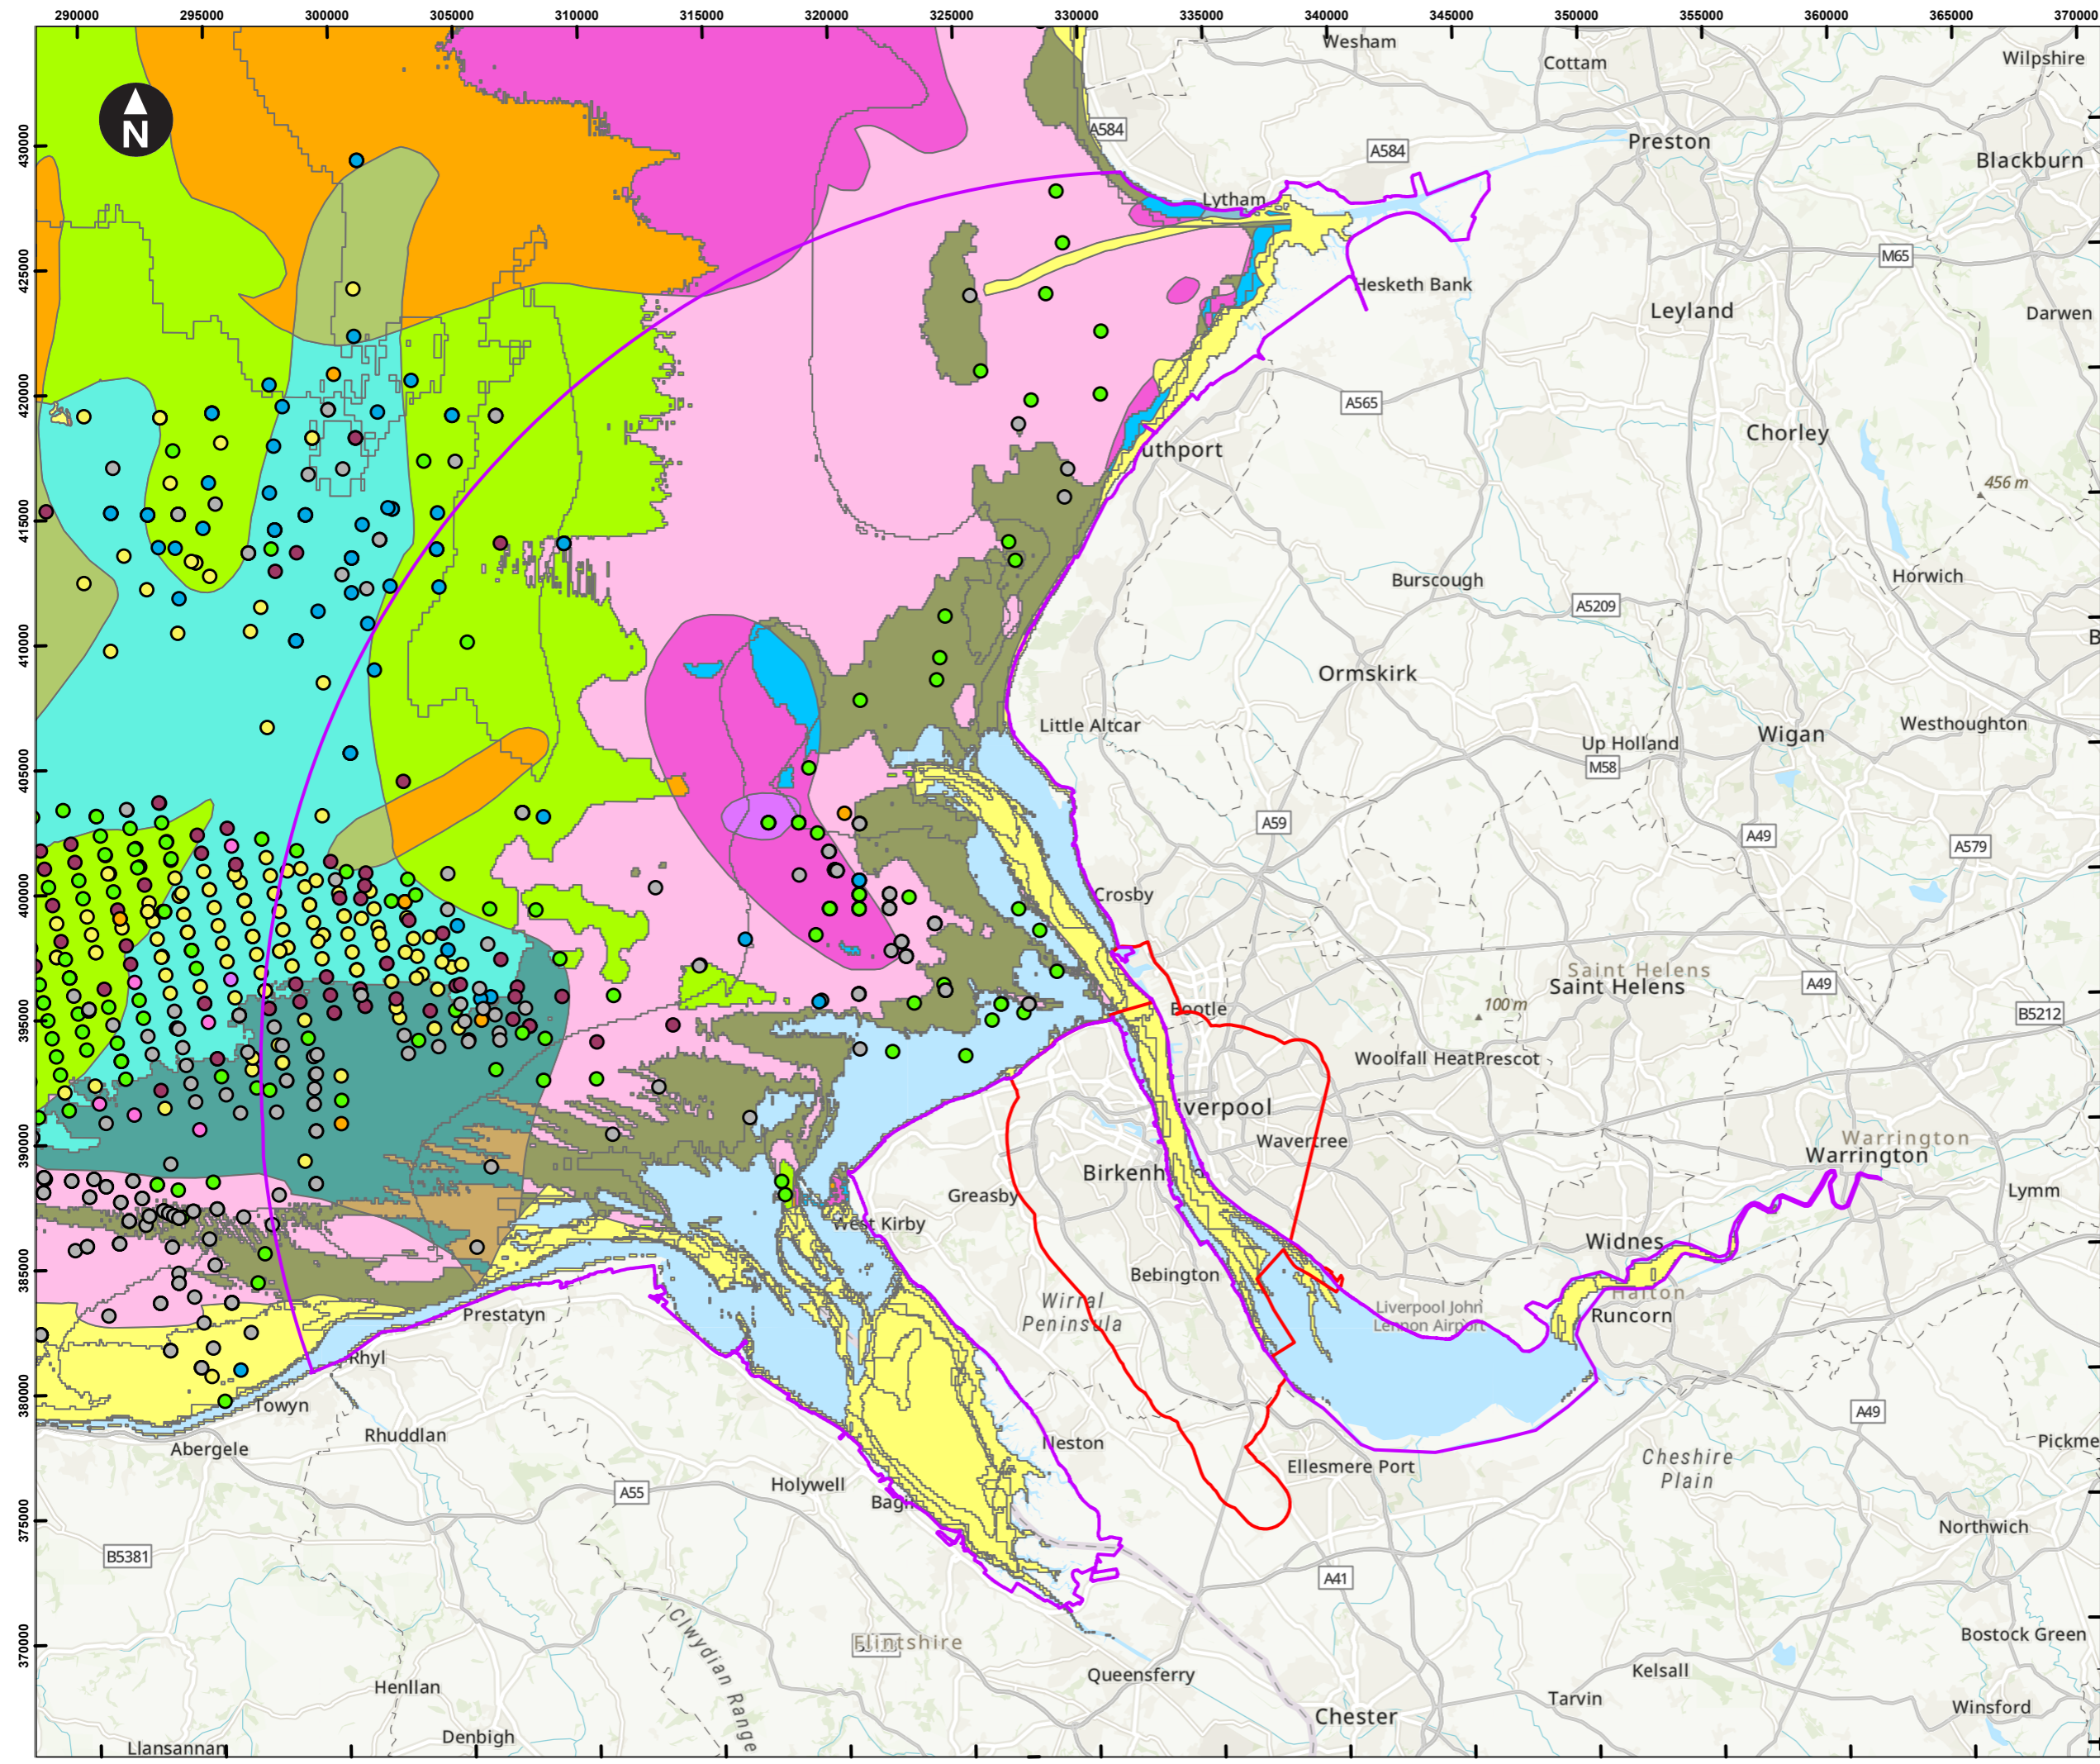 290000 295000 300000 305000 310000 315000 320000 325000 330000 335000 340000 345000 350000 355000 360000 365000 370000
Wesham
Cottam
Wilpshire
N
A584
430000
Preston
A584
Blackburn
Lytham
M65
425000
Hesketh Bank
Leyland
Darwen
420000
A565
Chorley
uthport
456 m
415000
Burscough
Horwich
A5209
410000
B
Ormskirk
Little Altcar
Westhoughton
Up Holland
Wigan
M58
405000
A59
A49
A579
400000
Crosby
Saint Helens
Saint Helens
A49
100 m
Bootle
B5212
395000
Woolfall Heat
Prescot
iverpool
Wavertree
390000
Warrington
Warrington
Birkenh
Greasby
Lymm
West Kirby
Widnes
385000
Bebington
Halton
Wirral
Peninsula
Liverpool John
Lennon Airport
Runcorn
Prestatyn
Rhyl
380000
Towyn
A49
Abergele
Rhuddlan
Neston
Pickme
Cheshire
Plain
Ellesmere Port
Holywell
A55
Bagil
375000
Northwich
B5381
A41
Clwydian Range
370000
Flintshire
Bostock Green
Queensferry
Kelsall
Henllan
Tarvin
Winsford
Chester
Denbigh
Llansannan